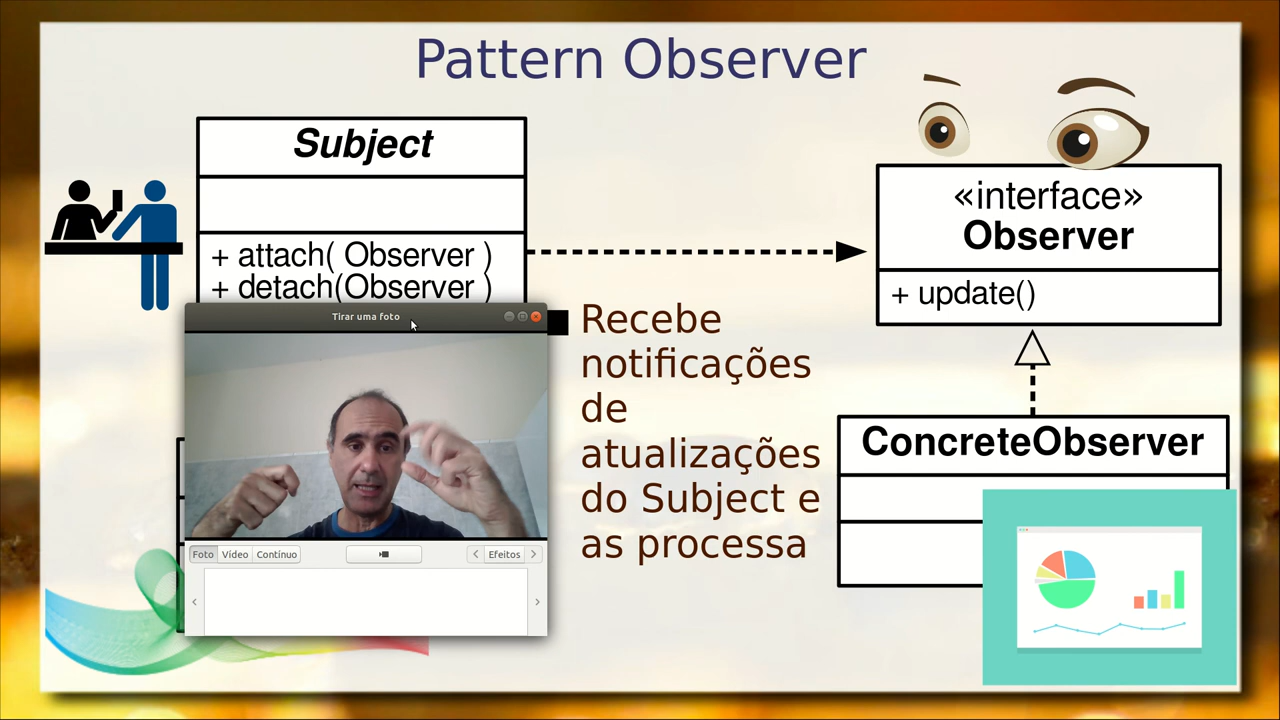 Pattern Observer
Subject
+ attach( Observer )
+ detach(Observer )
«interface»
Observer
+ update()
Tirar uma foto
Recebe
notificações
de
atualizações
do Subject e
as processa
ConcreteObserver
Foto
Vídeo
Contínuo
Efeitos